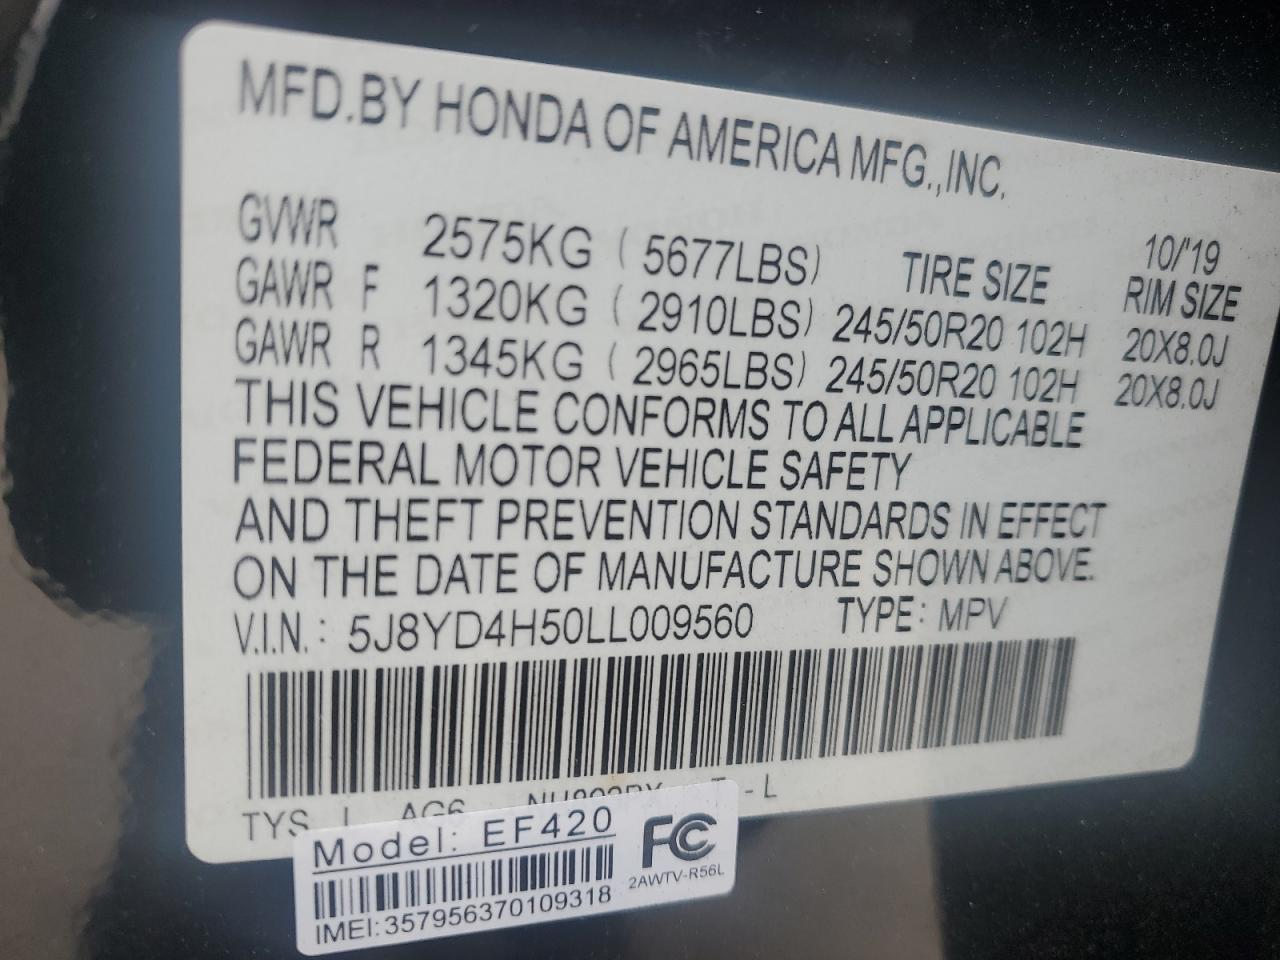 MFD.BY HONDA OF AMERICA MFG.,INC.
10/'19
GVWR 2575KG ( 5677LBS) TIRE SIZE RIM SIZE
GAWR F 1320KG ( 2910LBS) 245/50R20 102H 20X8.0J
GAWR R 1345KG ( 2965LBS) 245/50R20 102H 20X8.0J
THIS VEHICLE CONFORMS TO ALL APPLICABLE
FEDERAL MOTOR VEHICLE SAFETY
AND THEFT PREVENTION STANDARDS IN EFFECT
ON THE DATE OF MANUFACTURE SHOWN ABOVE.
V.I.N.: 5J8YD4H50LL009560 TYPE: MPV
TYS AG6 - L
Model: EF420
FC
2AWTV-R56L
IMEI:357956370109318